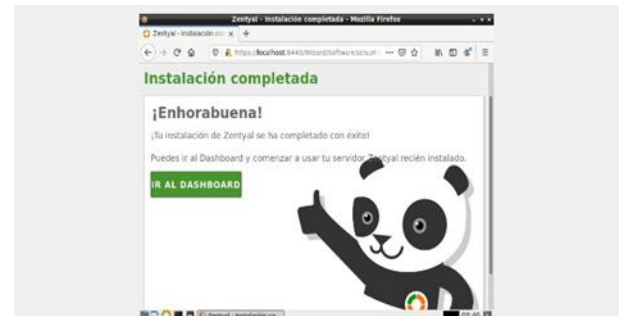 Zentyal - Instalación completada - Mozilla Firefox
Zentyal - Instalación co
Instalación completada
¡Enhorabuena!
¡Tu instalación de Zentyal se ha completado con éxito!
Puedes ir al Dashboard y comenzar a usar tu servidor Zentyal recién instalado.
IR AL DASHBOARD